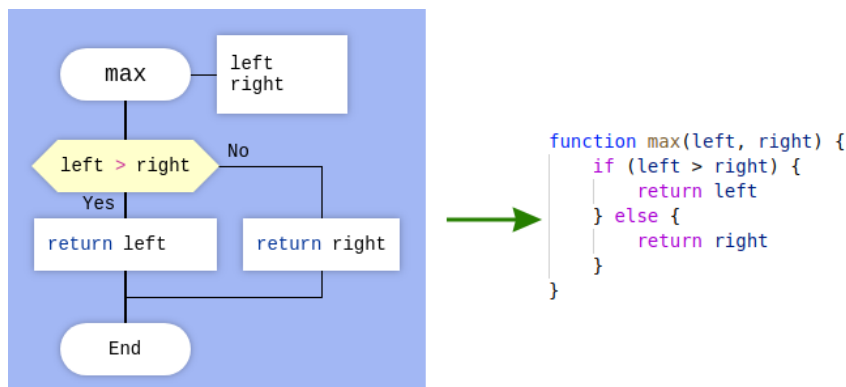 max
left
right
left > right
No
Yes
return left
return right
End
function max(left, right) {
    if (left > right) {
        return left
    } else {
        return right
    }
}